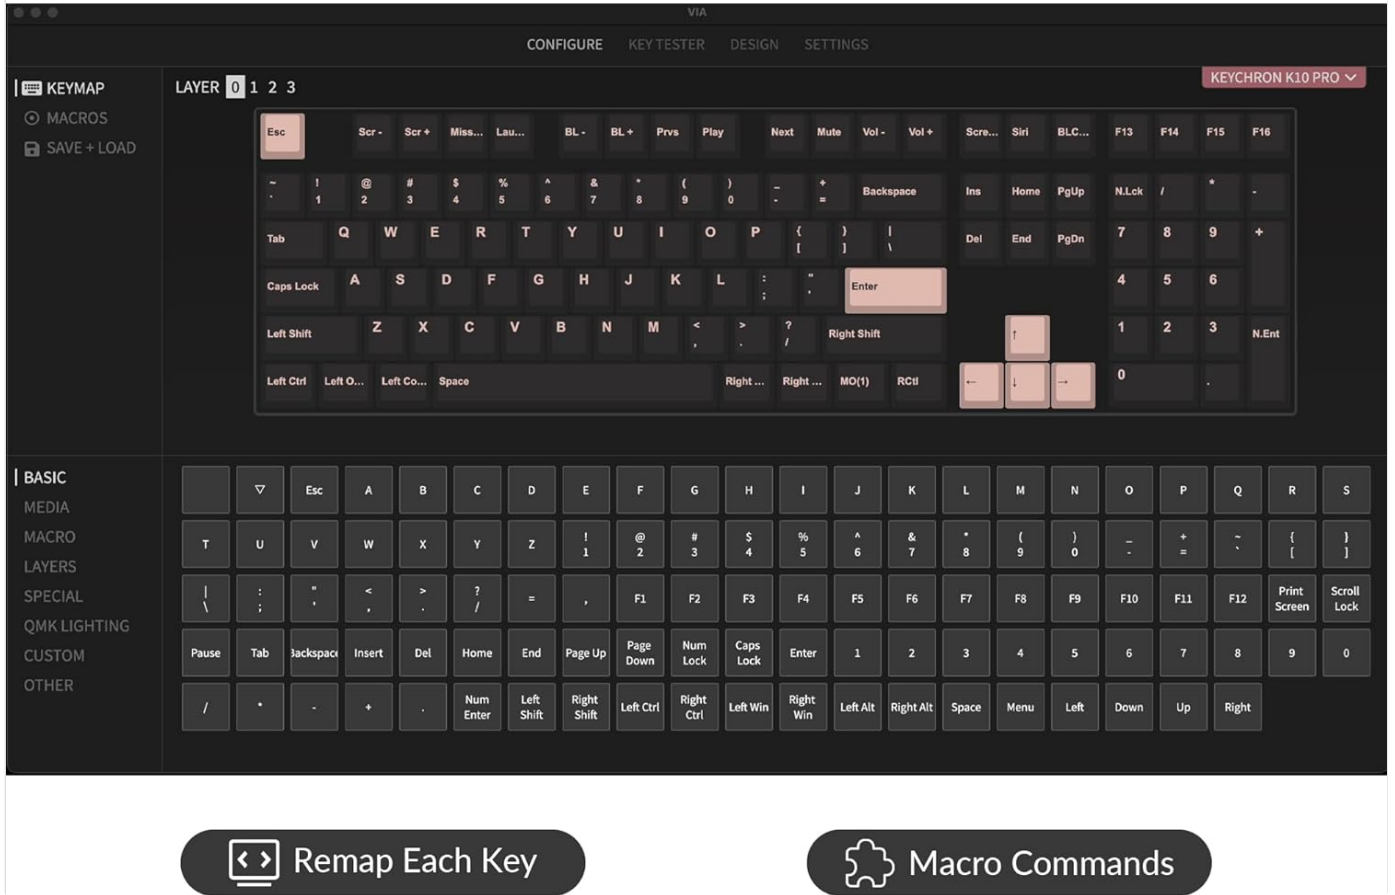 VIA
CONFIGURE KEY TESTER DESIGN SETTINGS
KEYMAP
MACROS
SAVE + LOAD
LAYER 0 1 2 3
KEYCHRON K10 PRO
Esc Scr - Scr + Miss... Lau... BL - BL + Prvs Play Next Mute Vol - Vol + Scre... Siri BLC... F13 F14 F15 F16
~ ! @ # $ % ^ & * ( ) _ + Backspace Ins Home PgUp N.Lck / * -
` 1 2 3 4 5 6 7 8 9 0 - =
Tab Q W E R T Y U I O P { } | Del End PgDn 7 8 9 +
[ ] \
Caps Lock A S D F G H J K L : " Enter 4 5 6
; '
Left Shift Z X C V B N M < > ? Right Shift ↑ 1 2 3 N.Ent
, . /
Left Ctrl Left O... Left Co... Space Right ... Right ... MO(1) RCtl ← ↓ → 0 .
BASIC
MEDIA
MACRO
LAYERS
SPECIAL
QMK LIGHTING
CUSTOM
OTHER
▽ Esc A B C D E F G H I J K L M N O P Q R S
T U V W X Y Z ! @ # $ % ^ & * ( ) _ + ~ { }
1 2 3 4 5 6 7 8 9 0 - = ` [ ]
| : " < > ? = , F1 F2 F3 F4 F5 F6 F7 F8 F9 F10 F11 F12 Print Scroll
\ ; ' , . / Screen Lock
Pause Tab Backspace Insert Del Home End Page Up Page Num Caps Enter 1 2 3 4 5 6 7 8 9 0
Down Lock Lock
/ * - + . Num Left Right Left Ctrl Right Left Win Right Left Alt Right Alt Space Menu Left Down Up Right
Enter Shift Shift Ctrl Win
Remap Each Key
Macro Commands